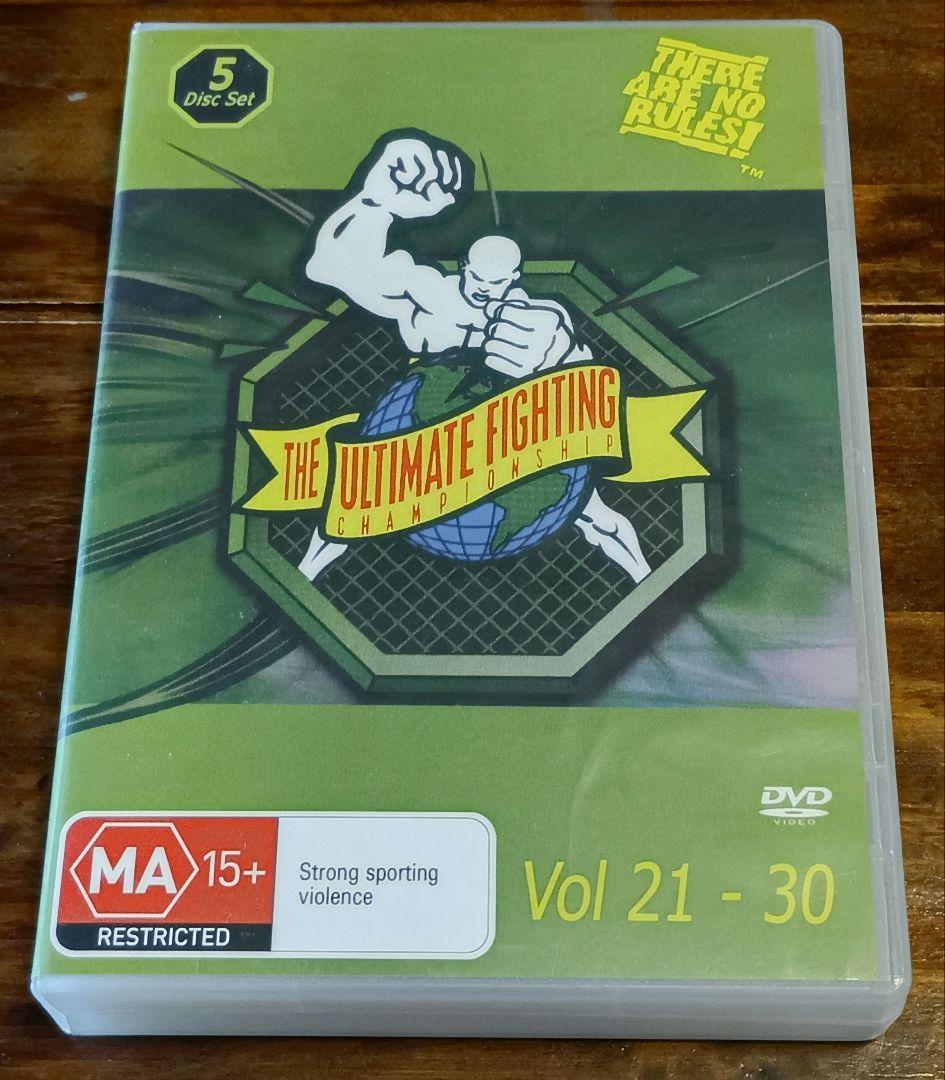 5
Disc Set
THERE
ARE NO
RULES!
TM
THE ULTIMATE FIGHTING
CHAMPIONSHIP
DVD
VIDEO
MA 15+
RESTRICTED
Strong sporting
violence
Vol 21 - 30